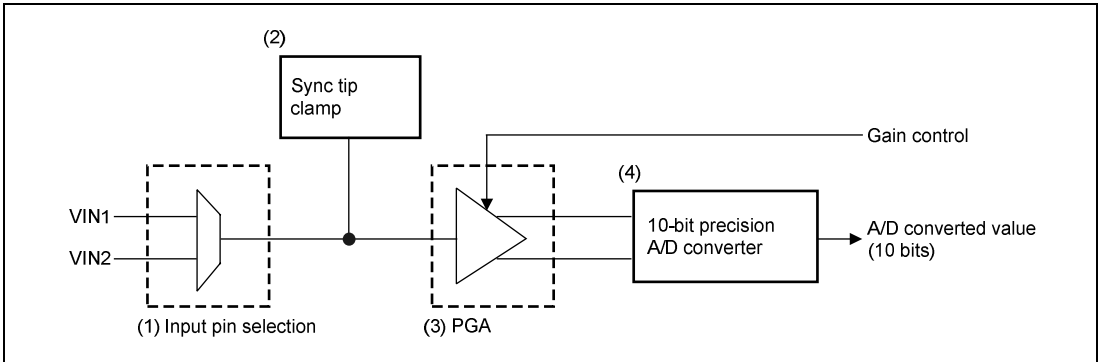 (2)
Sync tip
clamp
Gain control
(4)
VIN1
VIN2
10-bit precision
A/D converter
A/D converted value
(10 bits)
(1) Input pin selection
(3) PGA